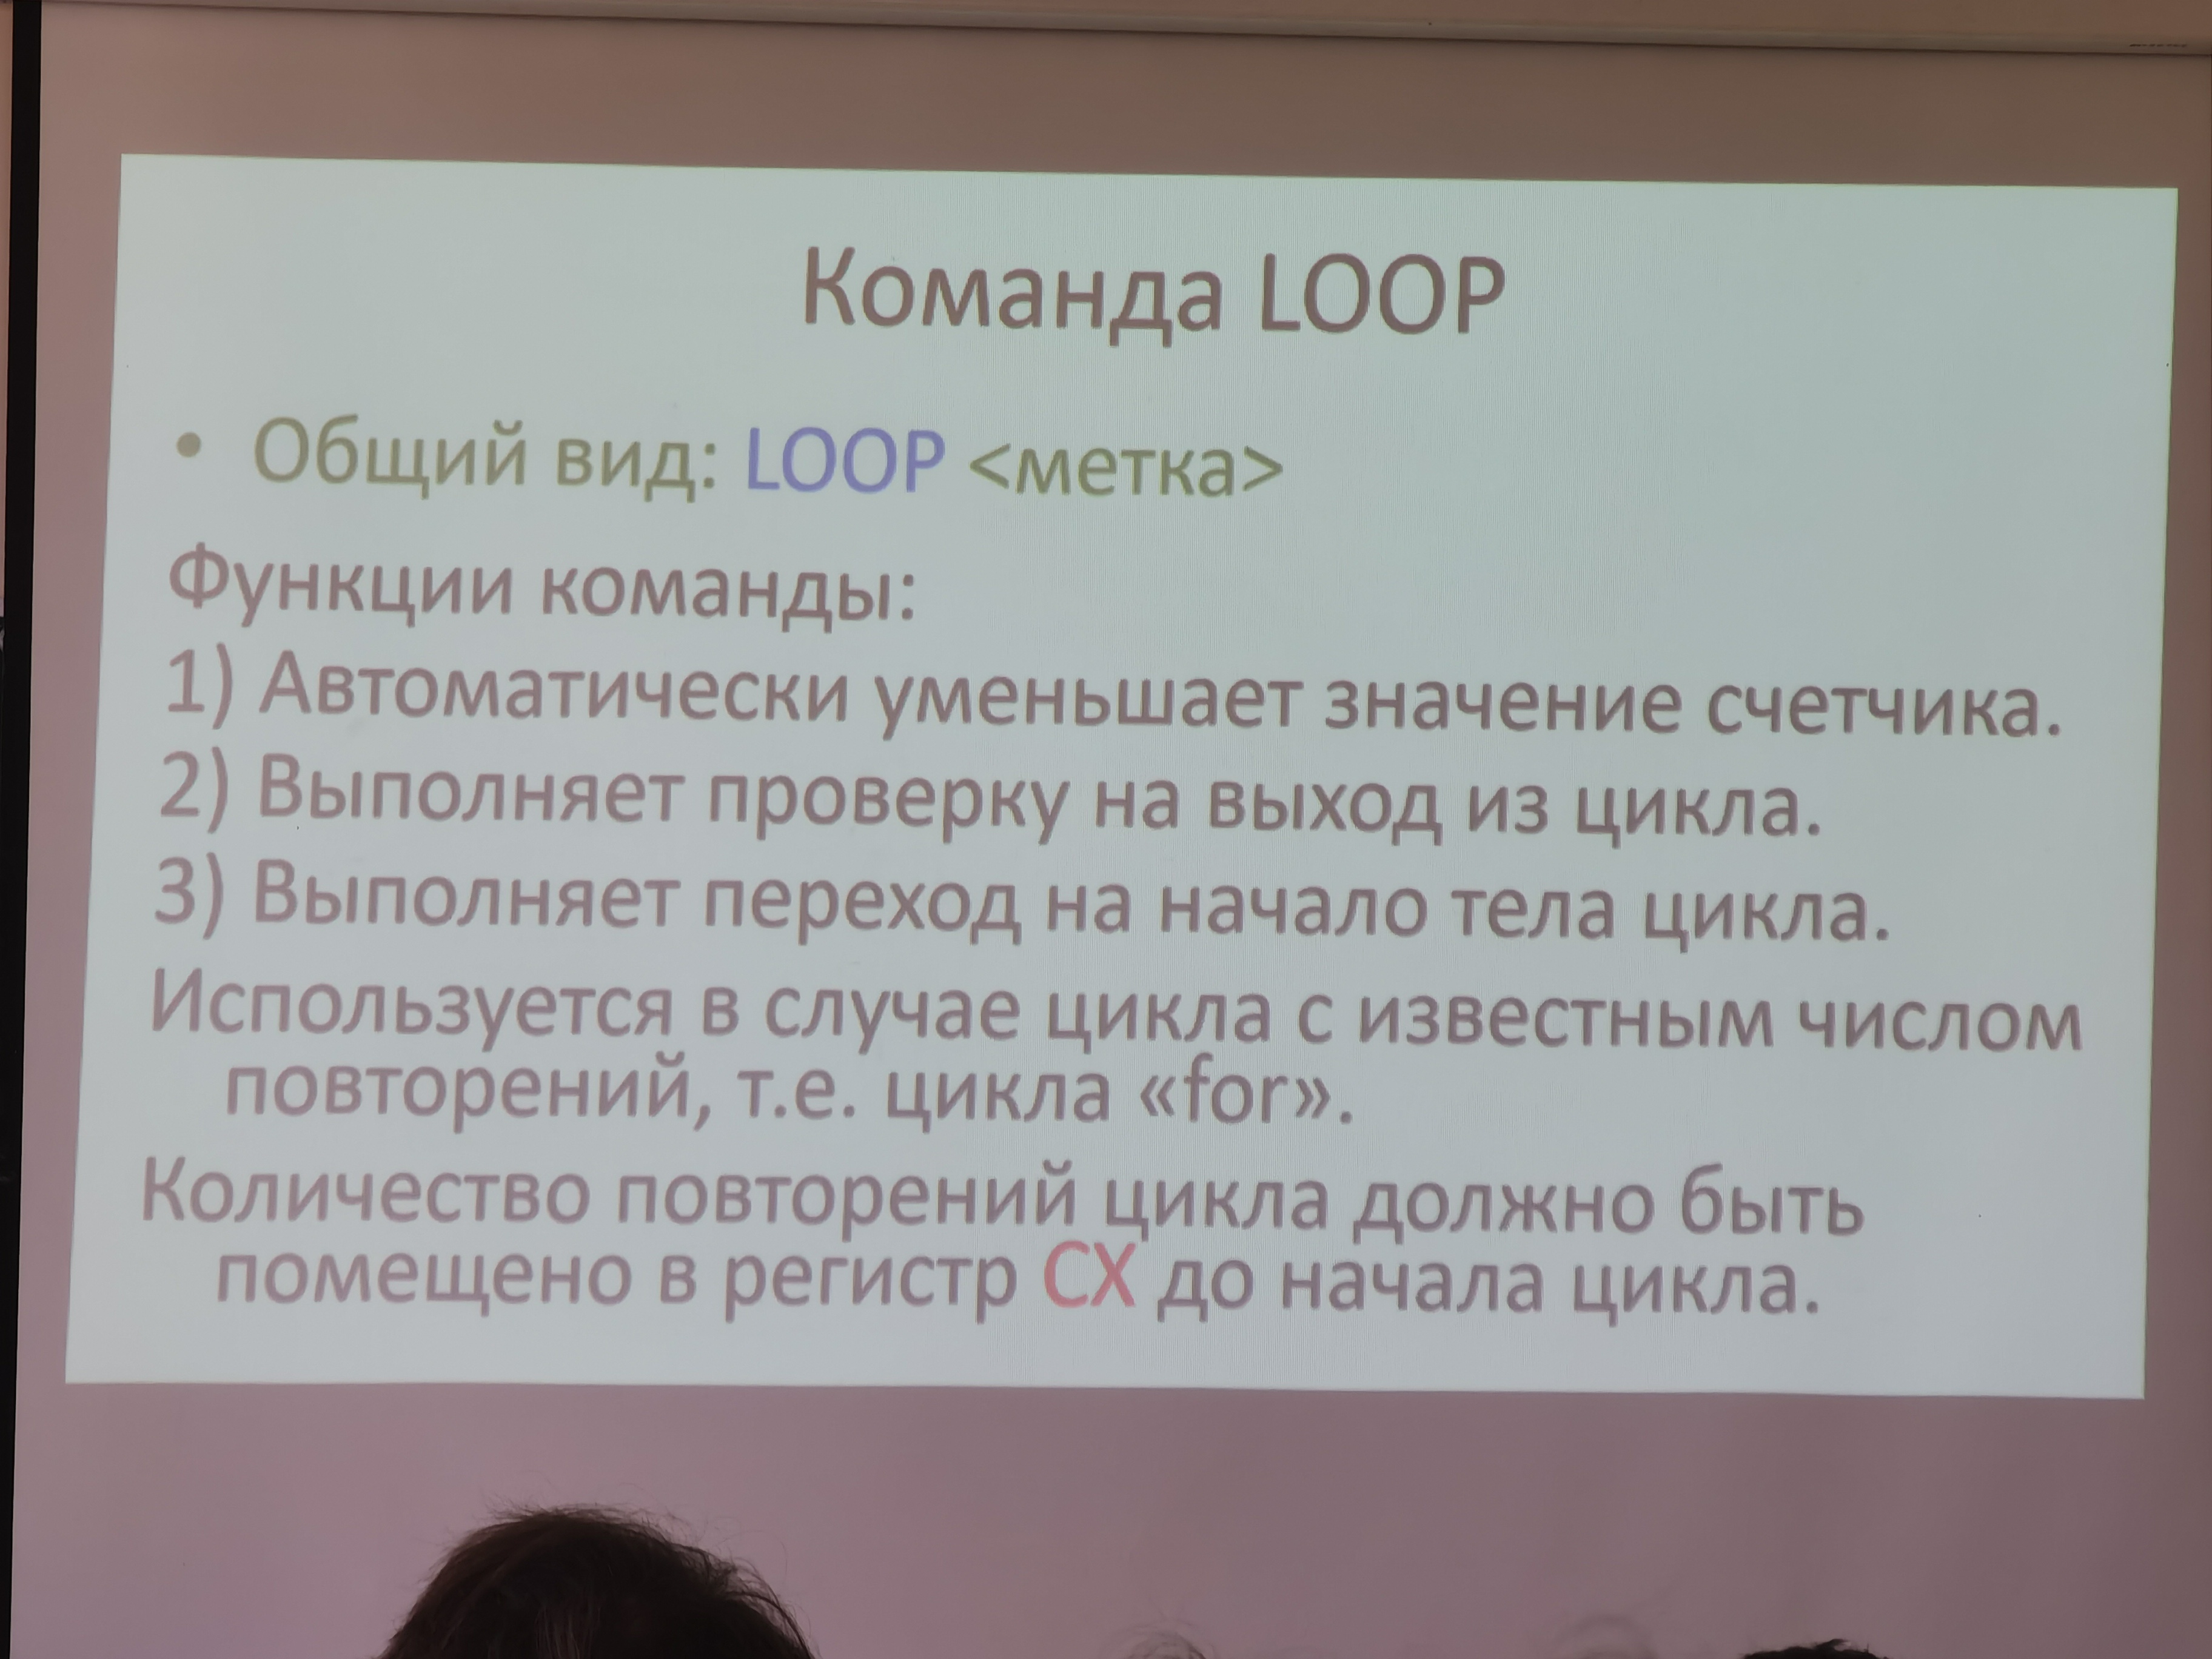 Команда LOOP
• Общий вид: LOOP <метка>
Функции команды:
1) Автоматически уменьшает значение счетчика.
2) Выполняет проверку на выход из цикла.
3) Выполняет переход на начало тела цикла.
Используется в случае цикла с известным числом
повторений, т.е. цикла «for».
Количество повторений цикла должно быть
помещено в регистр CX до начала цикла.